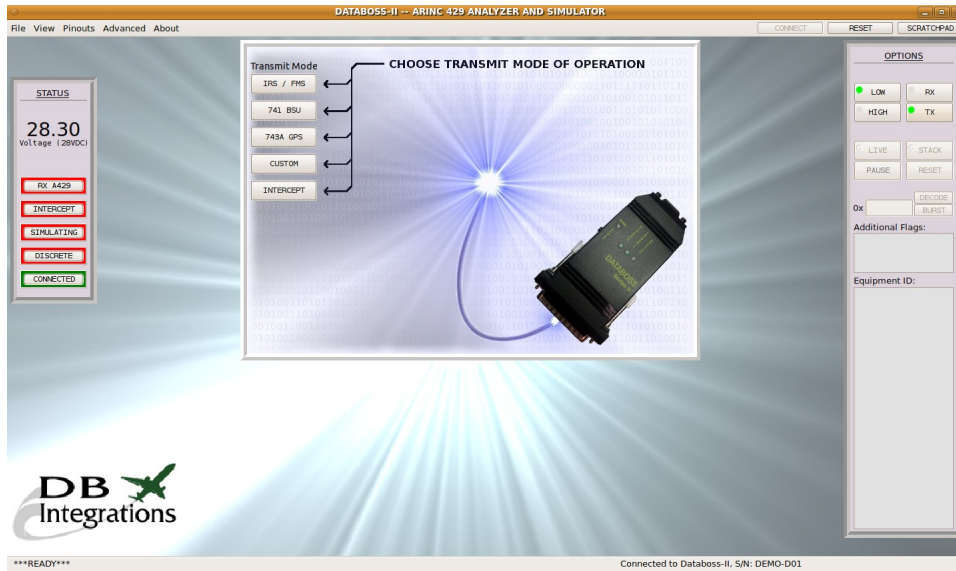 DATABOSS-II -- ARINC 429 ANALYZER AND SIMULATOR
File View Pinouts Advanced About
CONNECT RESET SCRATCHPAD
STATUS
28.30
Voltage (28VDC)
RX A429
INTERCEPT
SIMULATING
DISCRETE
CONNECTED
Transmit Mode
CHOOSE TRANSMIT MODE OF OPERATION
IRS / FMS
741 BSU
743A GPS
CUSTOM
INTERCEPT
DATABOSS
OPTIONS
LOW RX
HIGH TX
LIVE STACK
PAUSE RESET
DECODE
0x BURST
Additional Flags:
Equipment ID:
DB
Integrations
***READY*** Connected to Databoss-II, S/N: DEMO-D01